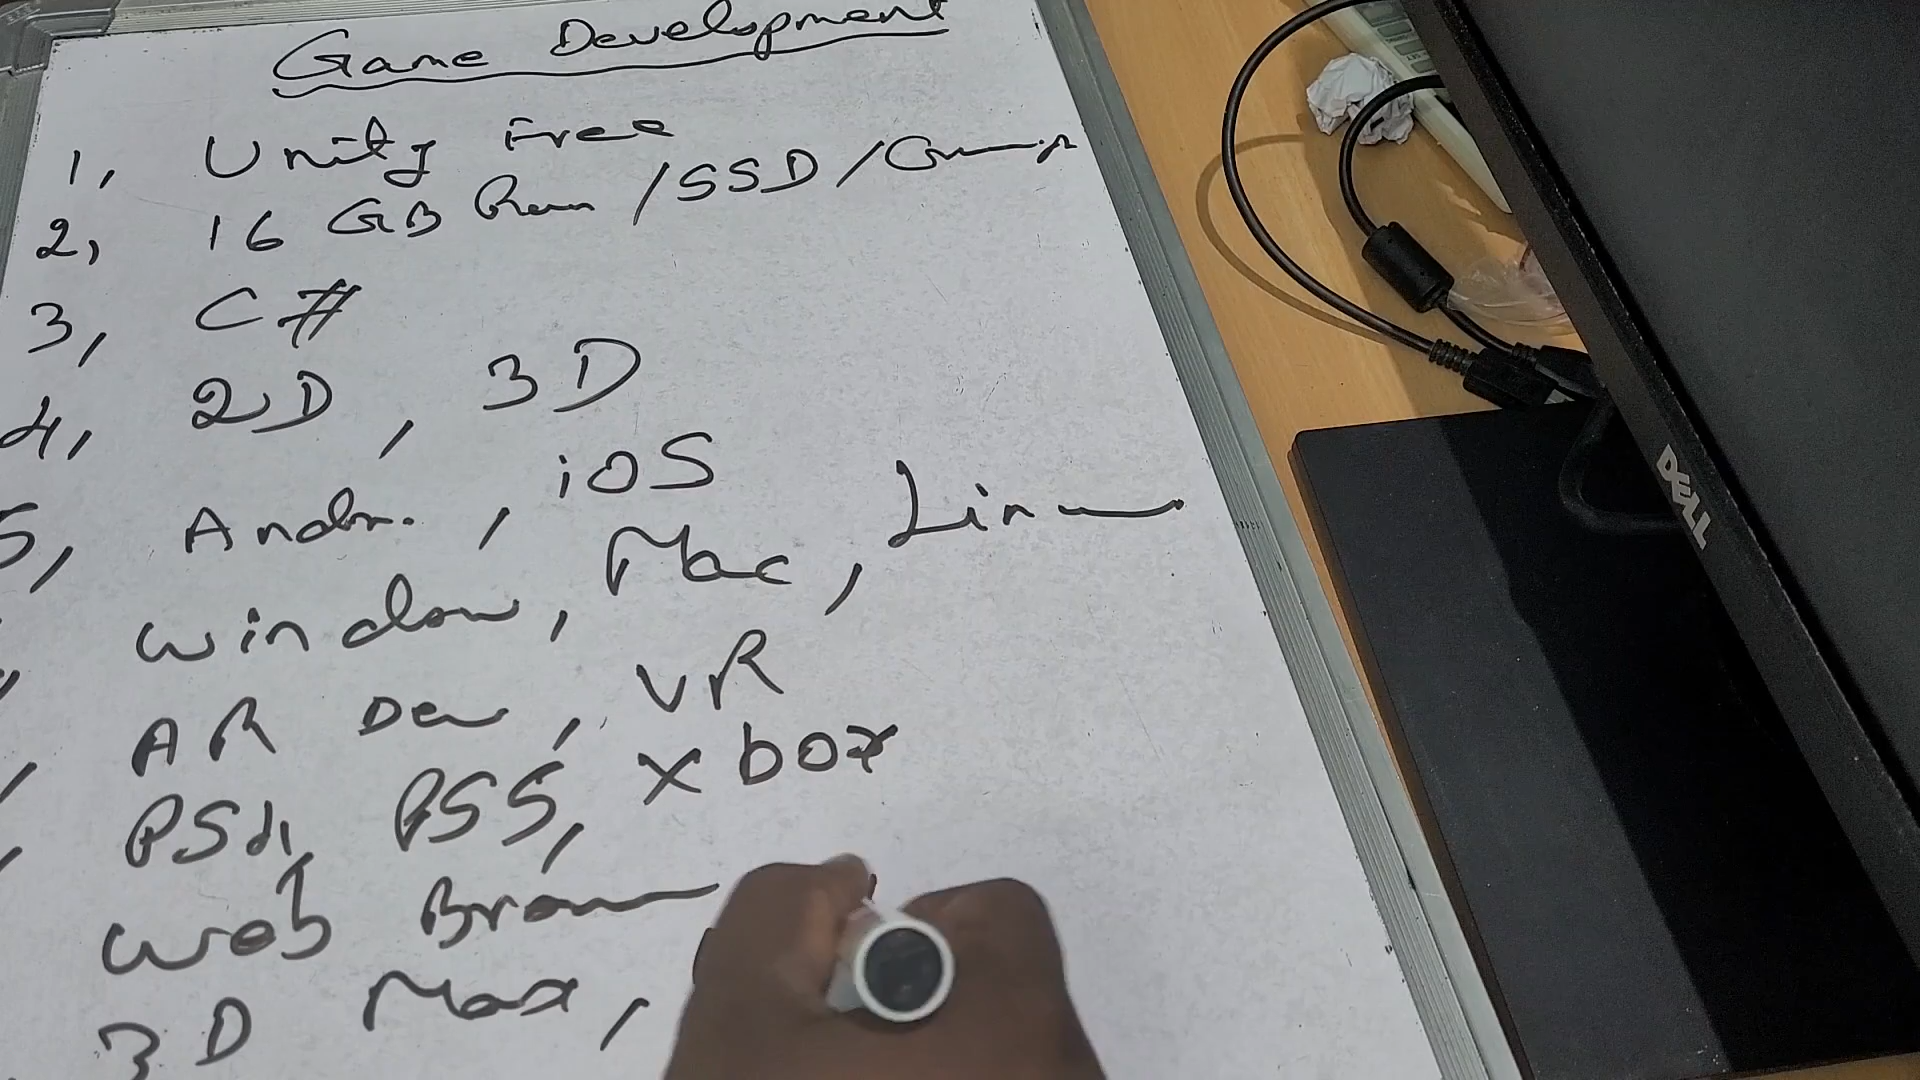 Game Development
1, Unity Free
2, 16 GB Ram /SSD/
3, C#
4, 2D, 3D
5, Andr., iOS
Window, Mac, Lin
AR Dev, VR
PS4, PS5, Xbox
Web Brow
3D Max,
DELL